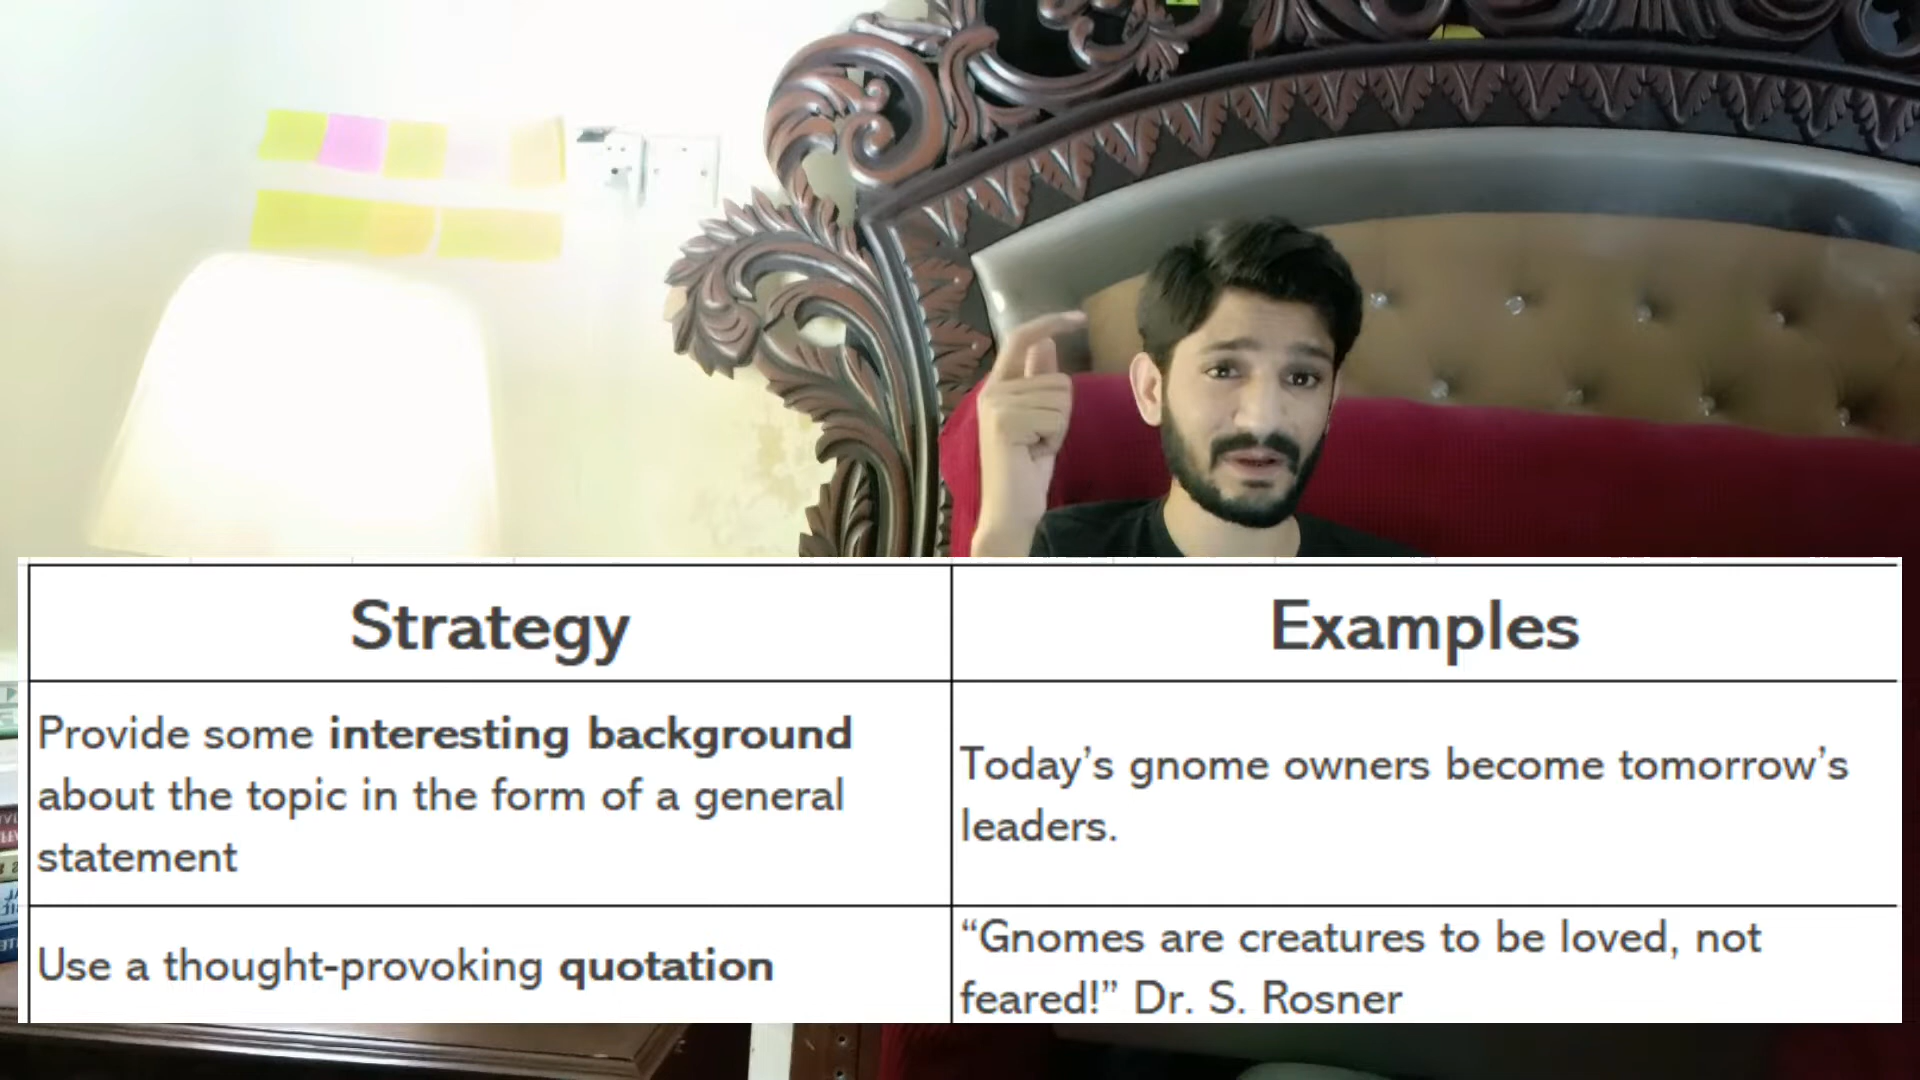 Strategy
Examples
Provide some interesting background
about the topic in the form of a general
statement
Today’s gnome owners become tomorrow’s
leaders.
Use a thought-provoking quotation
“Gnomes are creatures to be loved, not
feared!” Dr. S. Rosner